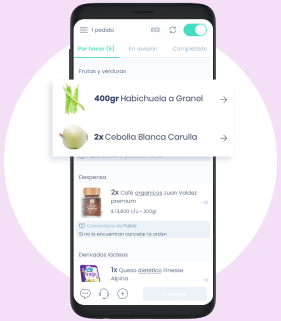 1 pedido
Por hacer (6) En revisión Completado
Frutas y verduras
400gr Habichuela a Granel
2x Cebolla Blanca Carulla
Despensa
2x Café organicos Juan Valdez
premium
$ 13,800 c/u - 300gr
Comentario de Pablo
Si no lo encuentran cancelar la orden
Derivados lácteos
1x Queso dietético Finesse
Alpina